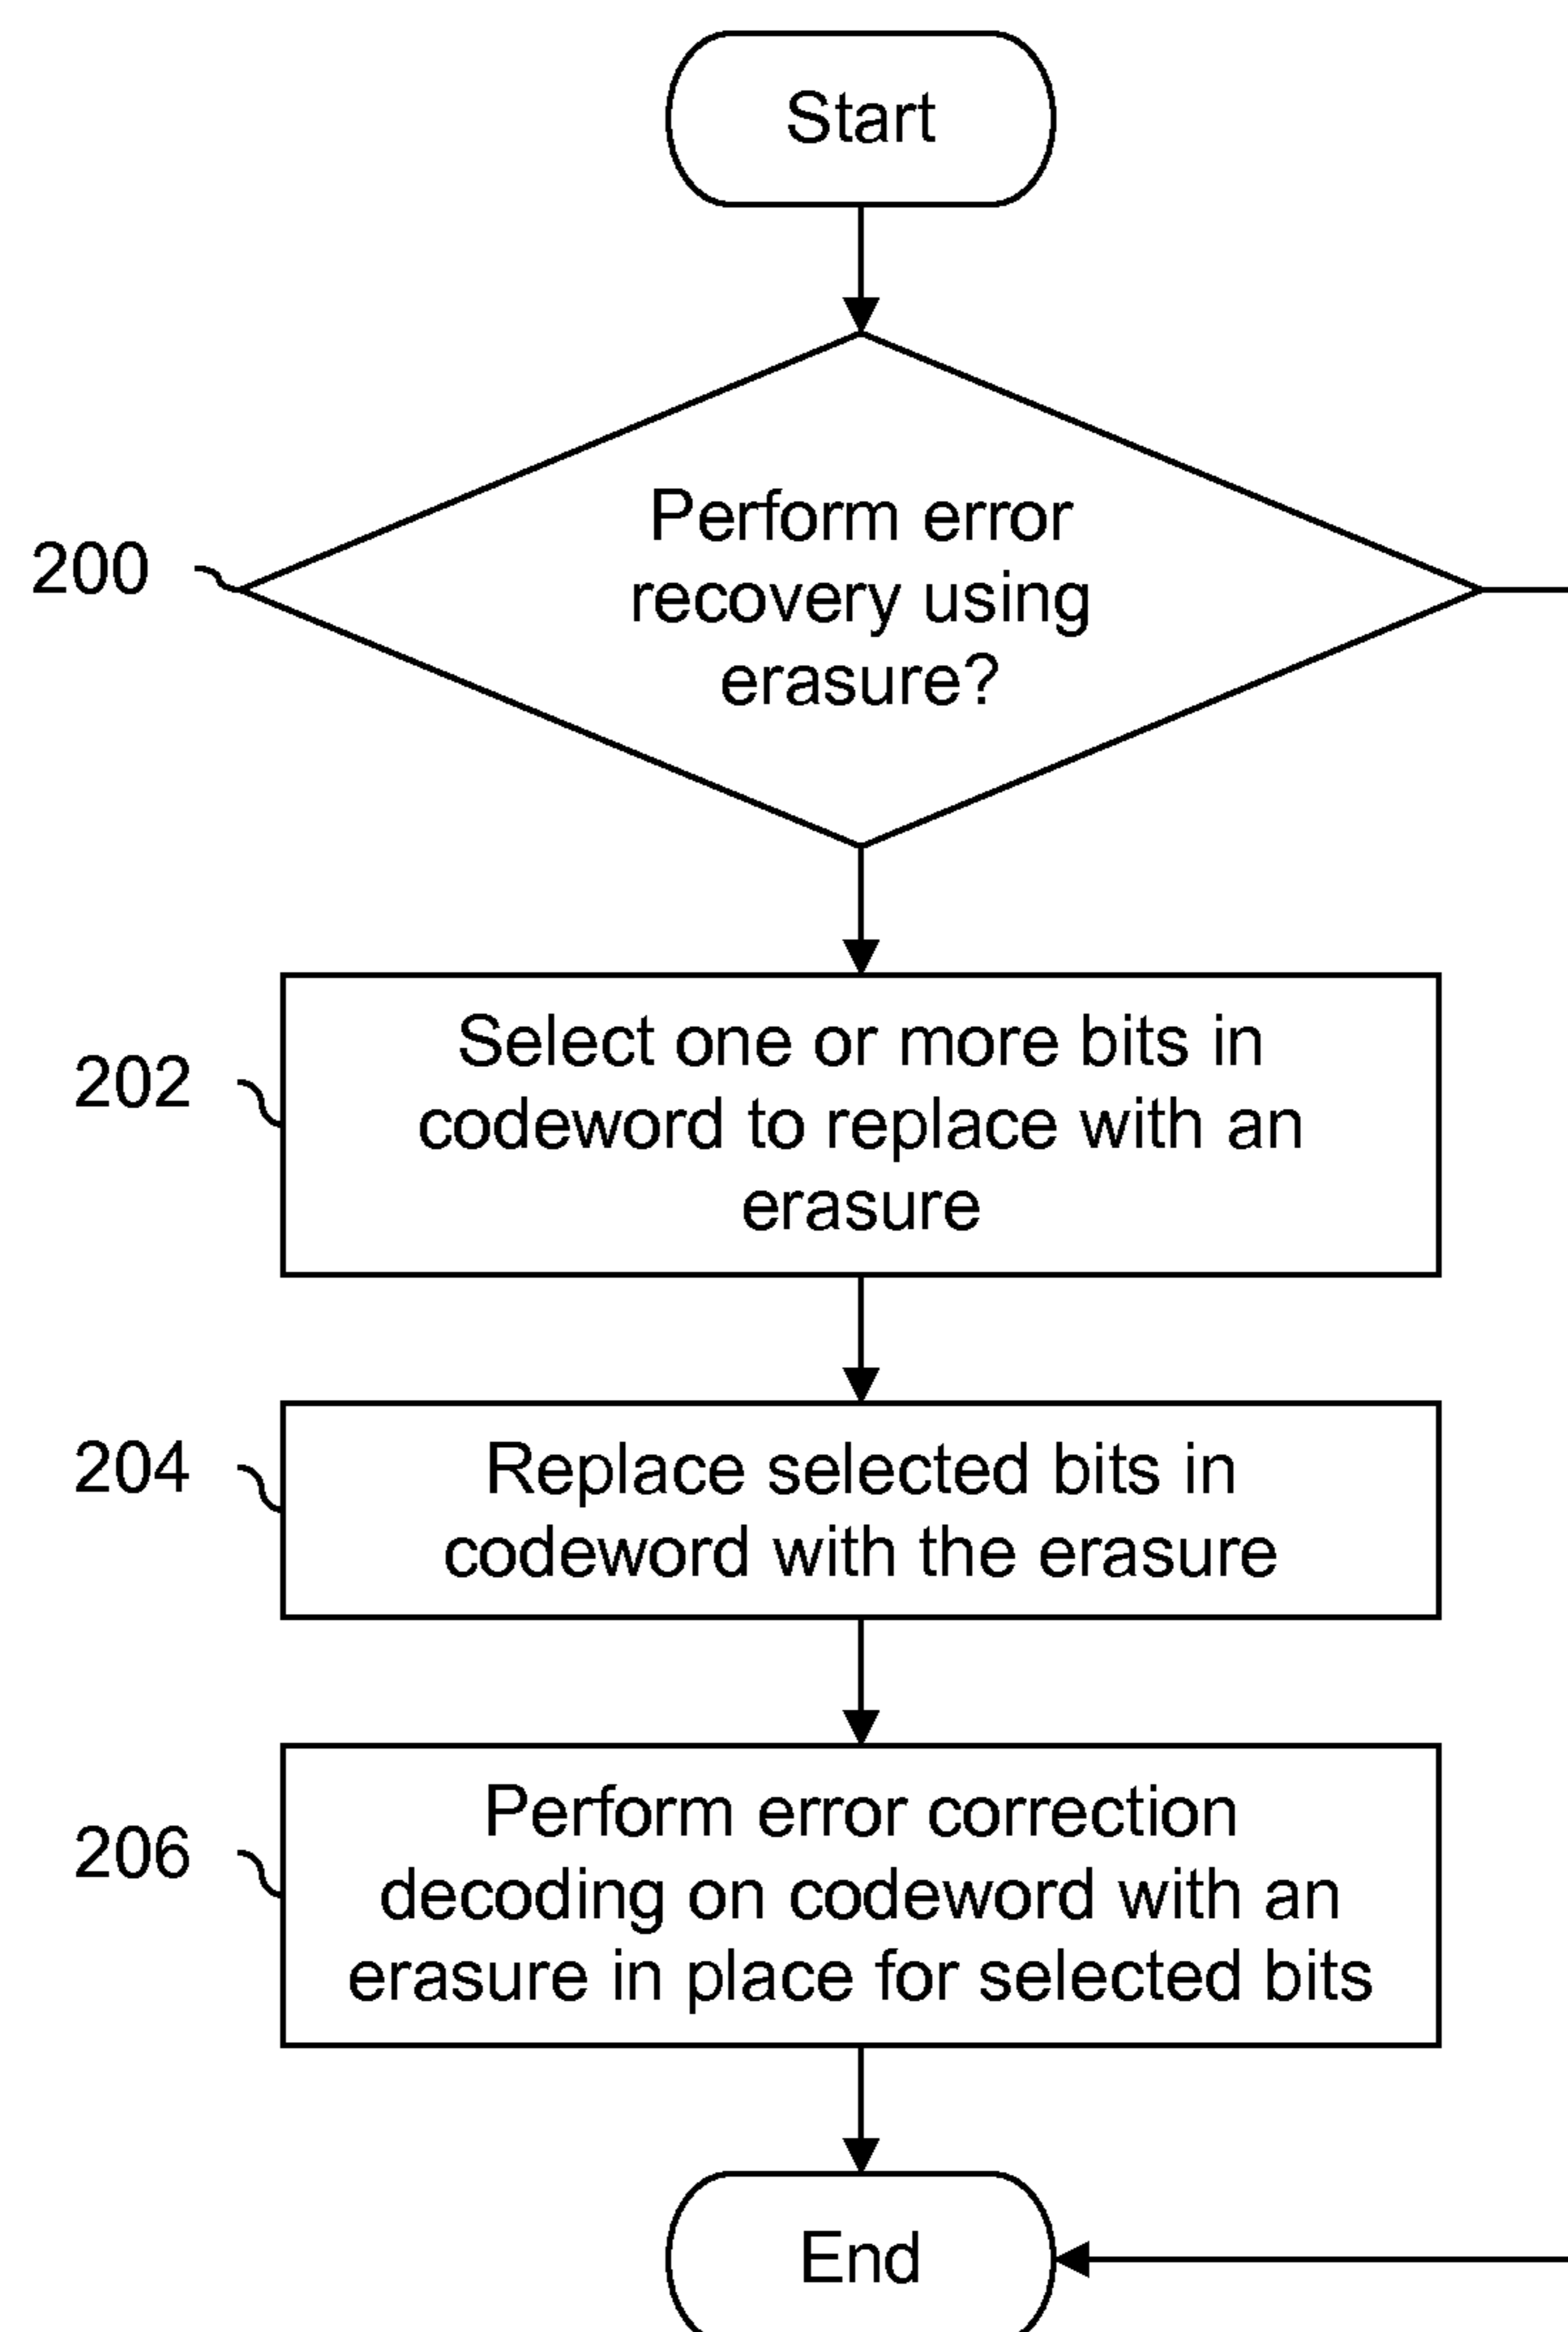 Start
200
Perform error
recovery using
erasure?
202
Select one or more bits in
codeword to replace with an
erasure
204
Replace selected bits in
codeword with the erasure
206
Perform error correction
decoding on codeword with an
erasure in place for selected bits
End